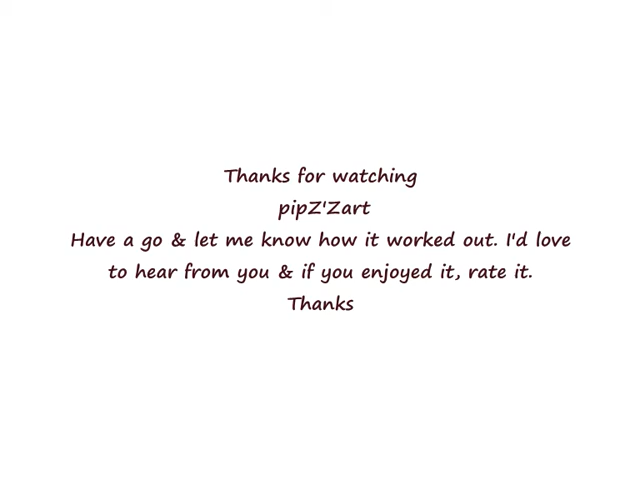 Thanks for watching
pipZ'Zart
Have a go & let me know how it worked out. I'd love
to hear from you & if you enjoyed it, rate it.
Thanks